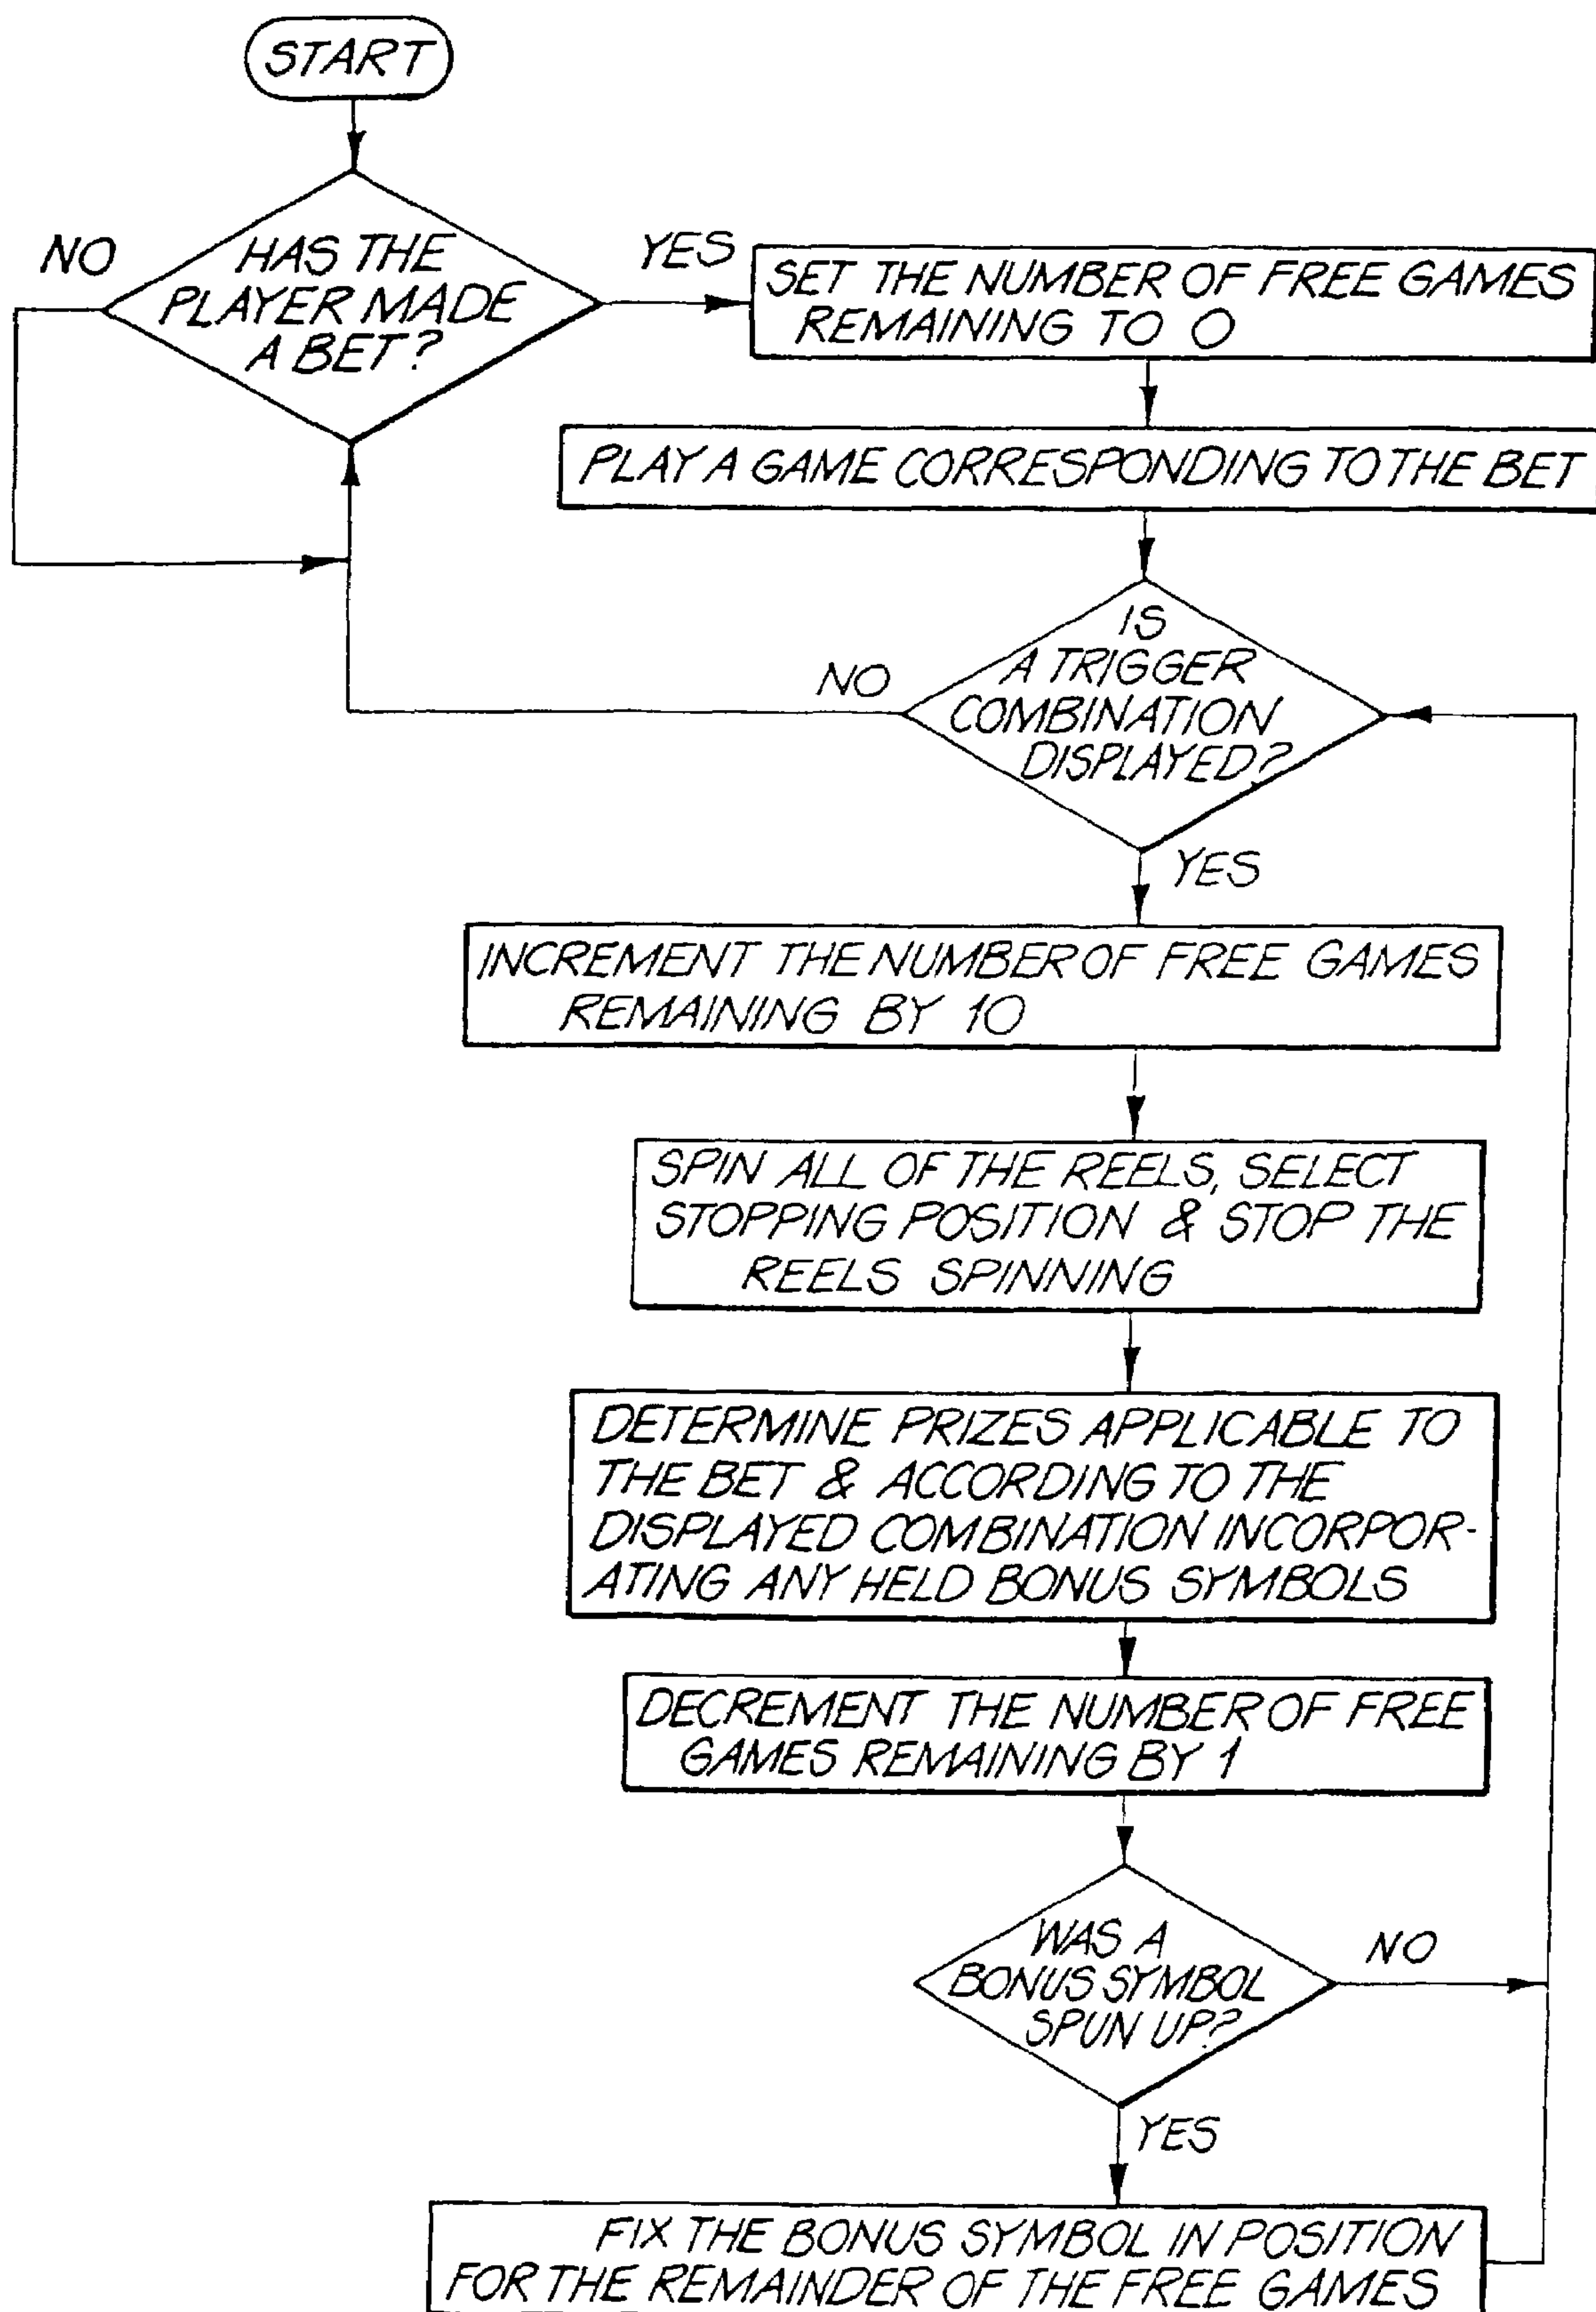 START
NO
HAS THE
PLAYER MADE
A BET?
YES
SET THE NUMBER OF FREE GAMES
REMAINING TO 0
PLAY A GAME CORRESPONDING TO THE BET
IS
A TRIGGER
COMBINATION
DISPLAYED?
NO
YES
INCREMENT THE NUMBER OF FREE GAMES
REMAINING BY 10
SPIN ALL OF THE REELS, SELECT
STOPPING POSITION & STOP THE
REELS SPINNING
DETERMINE PRIZES APPLICABLE TO
THE BET & ACCORDING TO THE
DISPLAYED COMBINATION INCORPOR-
ATING ANY HELD BONUS SYMBOLS
DECREMENT THE NUMBER OF FREE
GAMES REMAINING BY 1
WAS A
BONUS SYMBOL
SPUN UP?
NO
YES
FIX THE BONUS SYMBOL IN POSITION
FOR THE REMAINDER OF THE FREE GAMES